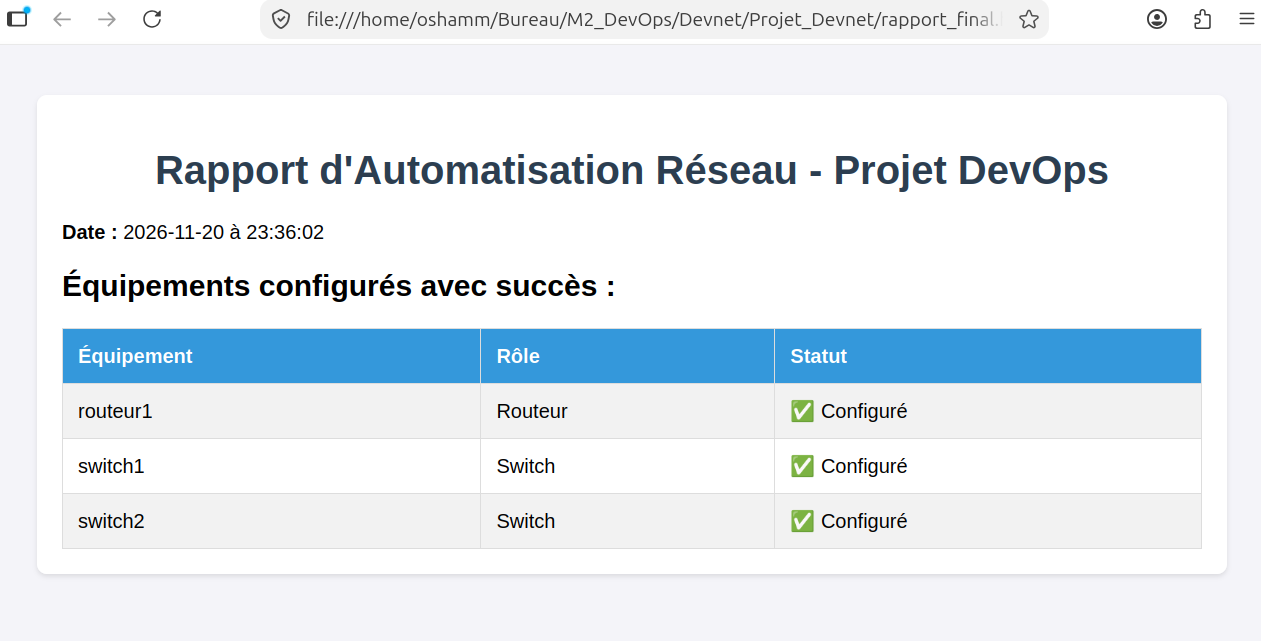 file:///home/oshamm/Bureau/M2_DevOps/Devnet/Projet_Devnet/rapport_final.
Rapport d'Automatisation Réseau - Projet DevOps
Date : 2026-11-20 à 23:36:02
Équipements configurés avec succès :
Équipement Rôle Statut
routeur1 Routeur ✅ Configuré
switch1 Switch ✅ Configuré
switch2 Switch ✅ Configuré